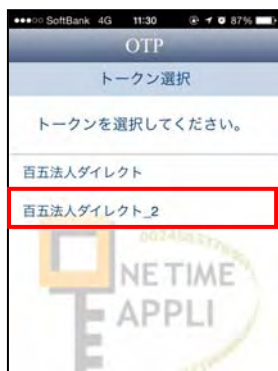 SoftBank 4G 11:30 87%
OTP
トークン選択
トークンを選択してください。
百五法人ダイレクト
百五法人ダイレクト_2
NE TIME
APPLI